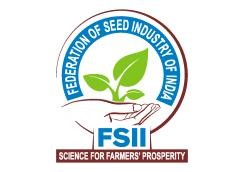 FEDERATION OF SEED INDUSTRY OF INDIA
FSII
SCIENCE FOR FARMERS' PROSPERITY